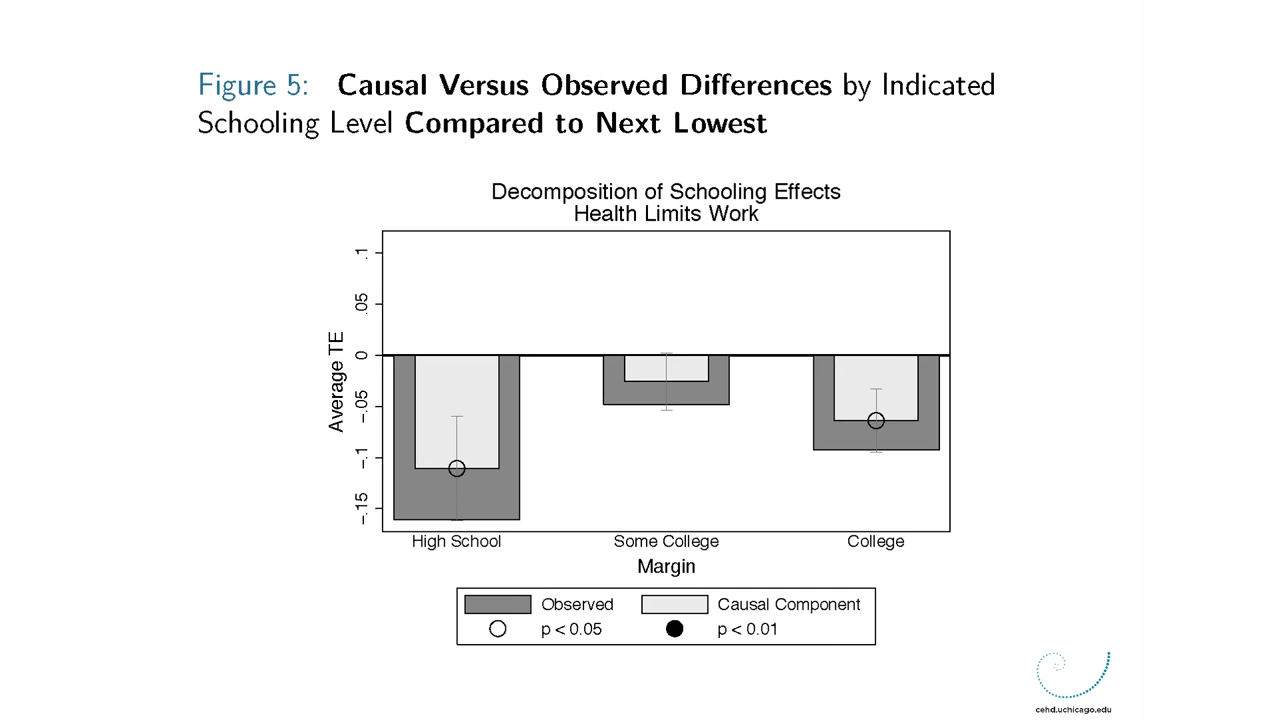 Figure 5: Causal Versus Observed Differences by Indicated
Schooling Level Compared to Next Lowest
Decomposition of Schooling Effects
Health Limits Work
Average TE
.1
.05
0
−.05
−.1
−.15
High School Some College College
Margin
Observed Causal Component
p < 0.05 p < 0.01
cehd.uchicago.edu